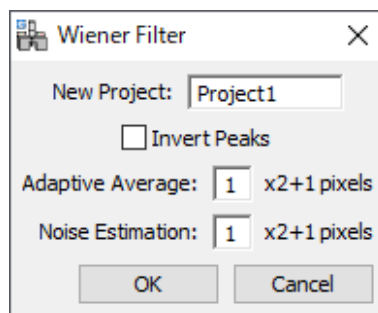 Wiener Filter
New Project: Project1
Invert Peaks
Adaptive Average: 1 x2+1 pixels
Noise Estimation: 1 x2+1 pixels
OK Cancel